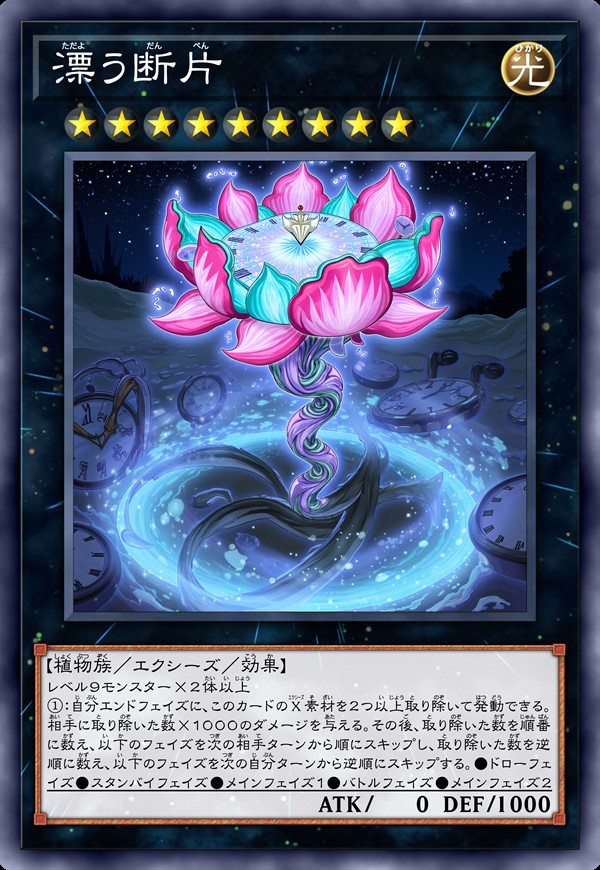 漂う断片
光
【植物族／エクシーズ／効果】
レベル９モンスター×２体以上
①：自分エンドフェイズに、このカードのＸ素材を２つ以上取り除いて発動できる。
相手に取り除いた数×１０００のダメージを与える。その後、取り除いた数を順番
に数え、以下のフェイズを次の相手ターンから順にスキップし、取り除いた数を逆
順に数え、以下のフェイズを次の自分ターンから逆順にスキップする。●ドローフェ
イズ●スタンバイフェイズ●メインフェイズ１●バトルフェイズ●メインフェイズ２
ATK/ 0 DEF/1000